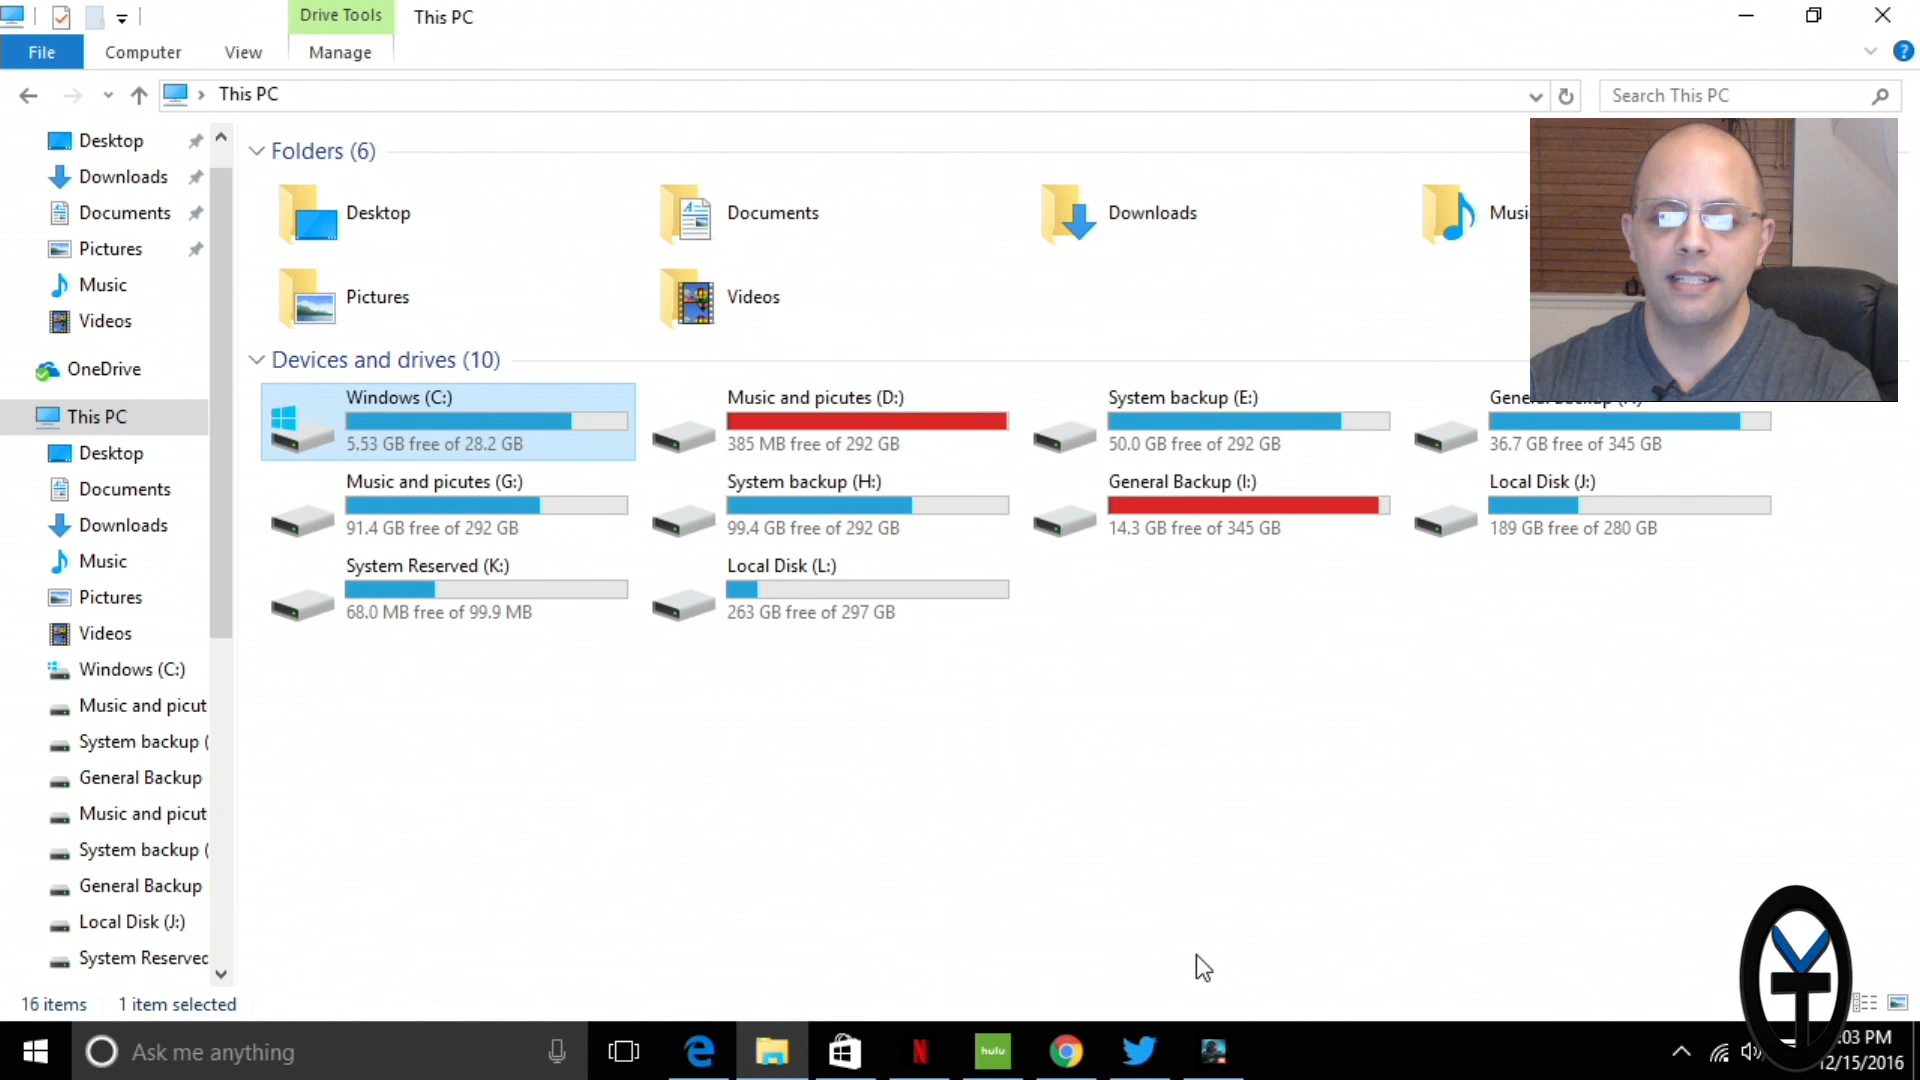 Drive Tools
This PC
File
Computer
View
Manage
This PC
Search This PC
Desktop
Downloads
Documents
Pictures
Music
Videos
OneDrive
This PC
Desktop
Documents
Downloads
Music
Pictures
Videos
Windows (C:)
Music and picut
System backup (
General Backup
Music and picut
System backup (
General Backup
Local Disk (J:)
System Reserved
Folders (6)
Desktop
Documents
Downloads
Musi
Pictures
Videos
Devices and drives (10)
Windows (C:)
5.53 GB free of 28.2 GB
Music and picutes (D:)
385 MB free of 292 GB
System backup (E:)
50.0 GB free of 292 GB
36.7 GB free of 345 GB
Music and picutes (G:)
91.4 GB free of 292 GB
System backup (H:)
99.4 GB free of 292 GB
General Backup (I:)
14.3 GB free of 345 GB
Local Disk (J:)
189 GB free of 280 GB
System Reserved (K:)
68.0 MB free of 99.9 MB
Local Disk (L:)
263 GB free of 297 GB
16 items
1 item selected
Ask me anything
hulu
:03 PM
12/15/2016